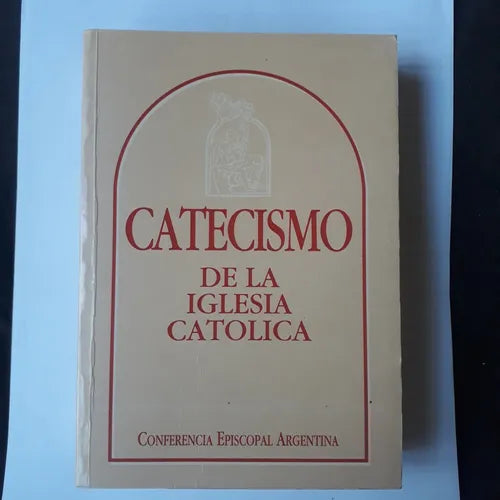 CATECISMO
DE LA
IGLESIA
CATOLICA
CONFERENCIA EPISCOPAL ARGENTINA